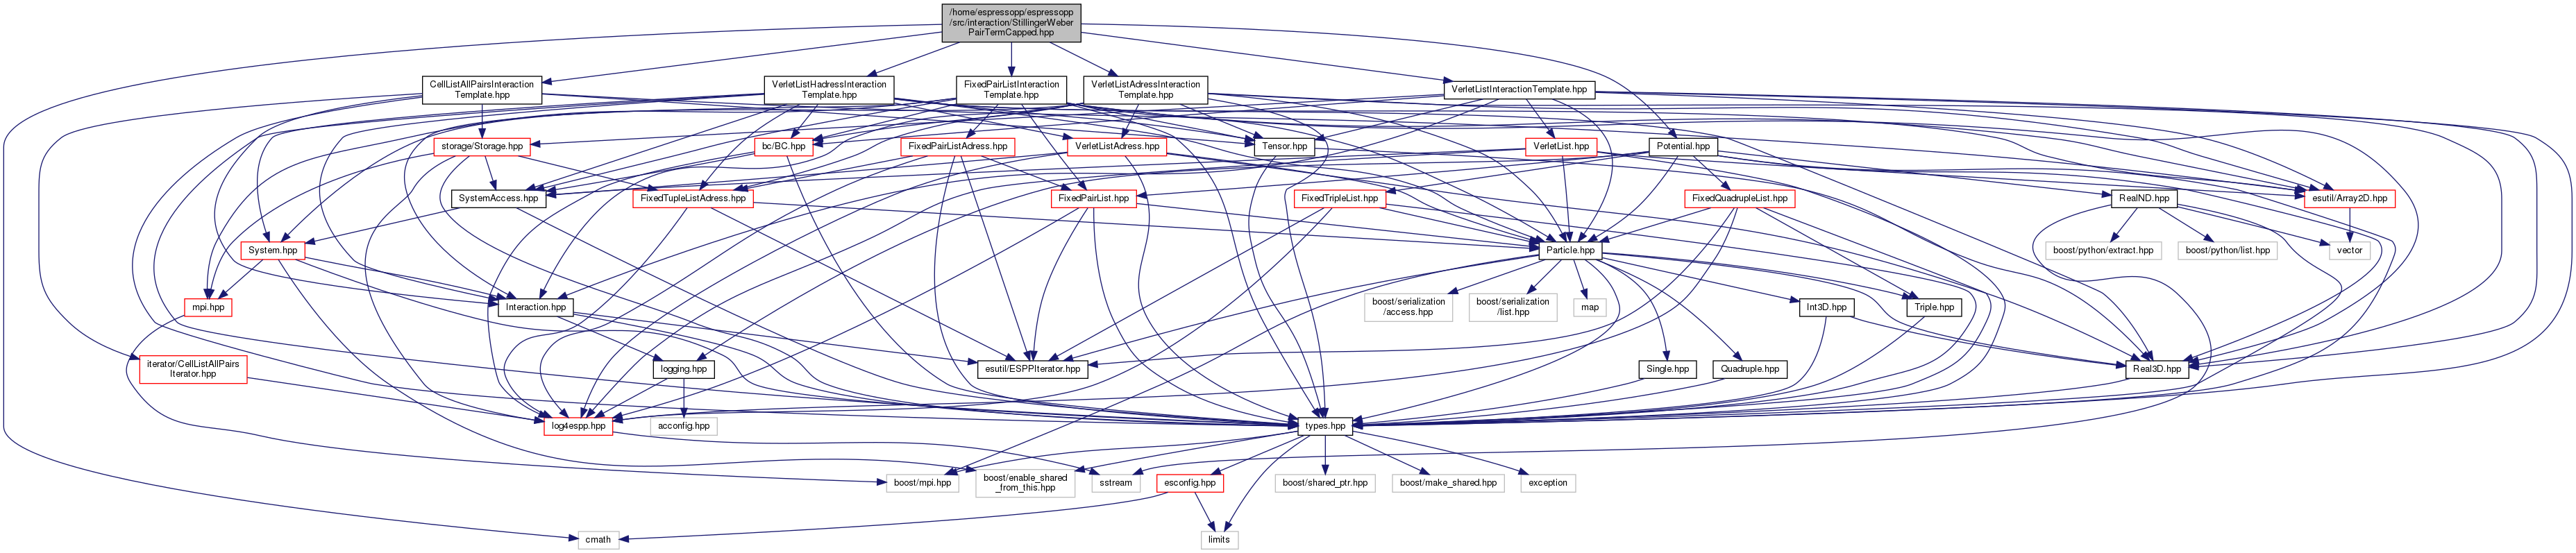 /home/espressopp/espressopp
/src/interaction/StillingerWeber
PairTermCapped.hpp
CellListAllPairsInteraction
Template.hpp
VerletListHadressInteraction
Template.hpp
FixedPairListInteraction
Template.hpp
VerletListAdressInteraction
Template.hpp
VerletListInteractionTemplate.hpp
storage/Storage.hpp
bc/BC.hpp
FixedPairListAdress.hpp
VerletListAdress.hpp
Tensor.hpp
VerletList.hpp
Potential.hpp
SystemAccess.hpp
FixedTupleListAdress.hpp
FixedPairList.hpp
FixedTripleList.hpp
FixedQuadrupleList.hpp
RealND.hpp
esutil/Array2D.hpp
System.hpp
Particle.hpp
boost/python/extract.hpp
boost/python/list.hpp
vector
mpi.hpp
Interaction.hpp
boost/serialization
/access.hpp
boost/serialization
/list.hpp
map
Int3D.hpp
Triple.hpp
iterator/CellListAllPairs
Iterator.hpp
logging.hpp
esutil/ESPPIterator.hpp
Single.hpp
Quadruple.hpp
Real3D.hpp
log4espp.hpp
acconfig.hpp
types.hpp
boost/mpi.hpp
boost/enable_shared
_from_this.hpp
sstream
esconfig.hpp
boost/shared_ptr.hpp
boost/make_shared.hpp
exception
cmath
limits